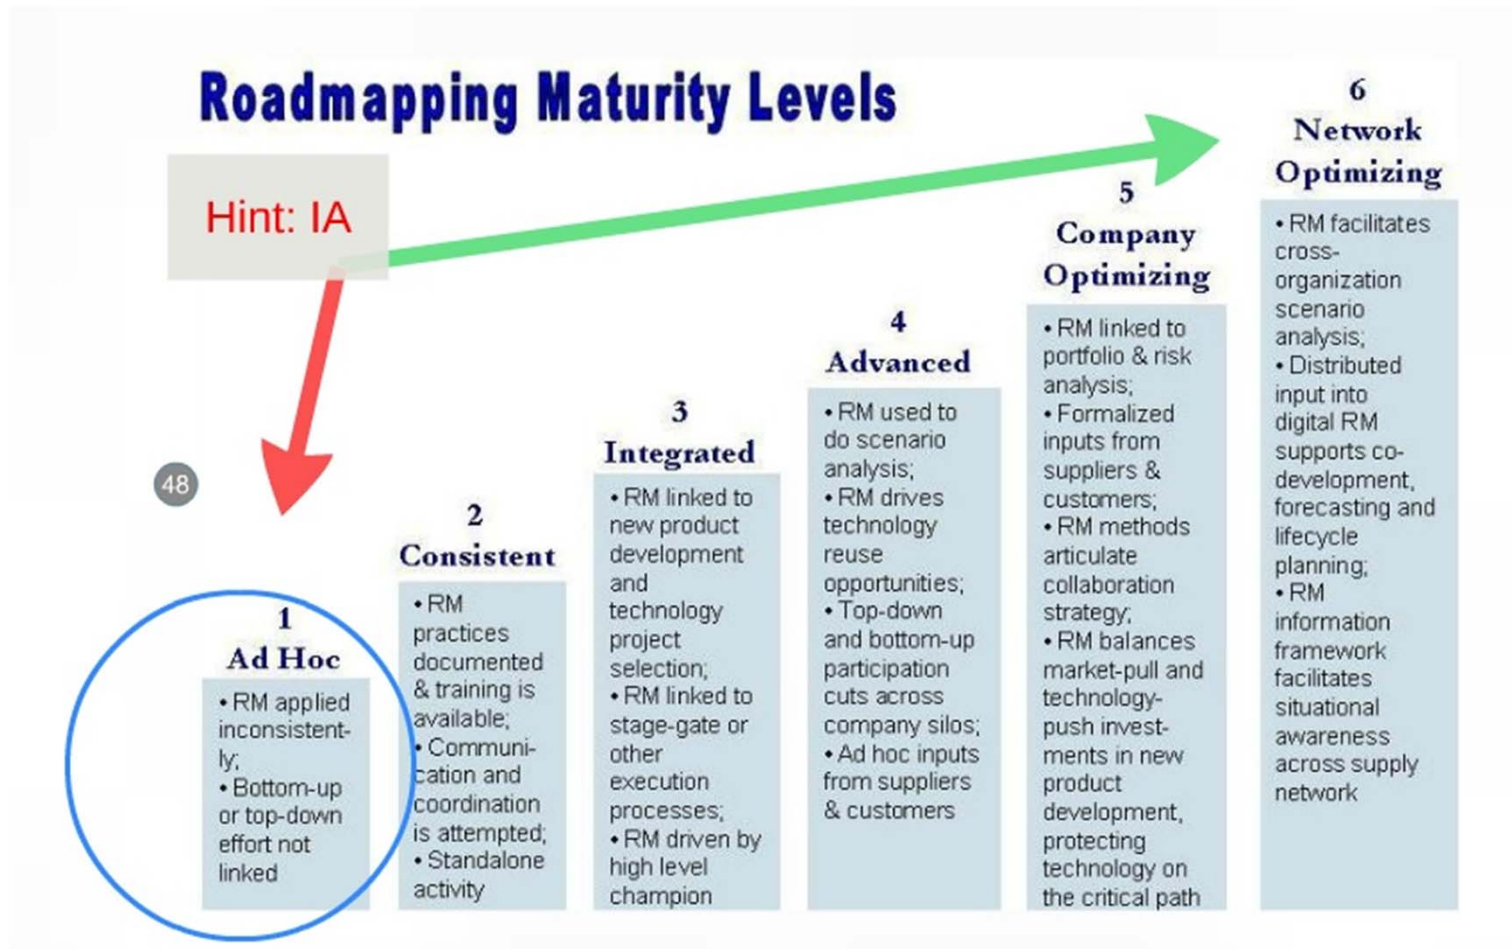 Roadmapping Maturity Levels
Hint: IA
48
1
Ad Hoc
• RM applied
inconsistent-
ly;
• Bottom-up
or top-down
effort not
linked
2
Consistent
• RM
practices
documented
& training is
available;
• Communi-
cation and
coordination
is attempted;
• Standalone
activity
3
Integrated
• RM linked to
new product
development
and
technology
project
selection;
• RM linked to
stage-gate or
other
execution
processes;
• RM driven by
high level
champion
4
Advanced
• RM used to
do scenario
analysis;
• RM drives
technology
reuse
opportunities;
• Top-down
and bottom-up
participation
cuts across
company silos;
• Ad hoc inputs
from suppliers
& customers
5
Company
Optimizing
• RM linked to
portfolio & risk
analysis;
• Formalized
inputs from
suppliers &
customers;
• RM methods
articulate
collaboration
strategy;
• RM balances
market-pull and
technology-
push invest-
ments in new
product
development,
protecting
technology on
the critical path
6
Network
Optimizing
• RM facilitates
cross-
organization
scenario
analysis;
• Distributed
input into
digital RM
supports co-
development,
forecasting and
lifecycle
planning;
• RM
information
framework
facilitates
situational
awareness
across supply
network